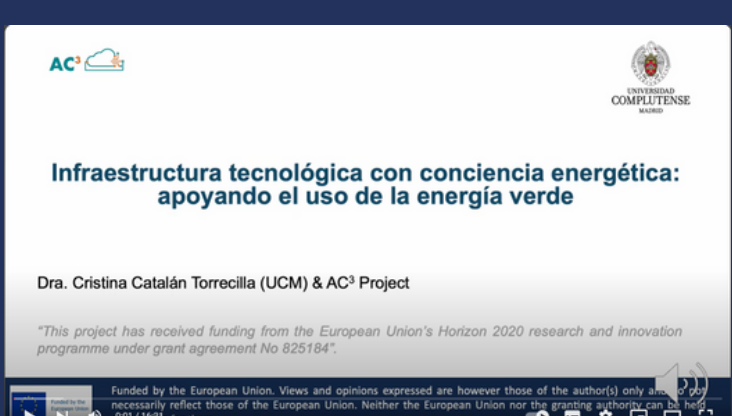 AC³
UNIVERSIDAD
COMPLUTENSE
MADRID
Infraestructura tecnológica con conciencia energética:
apoyando el uso de la energía verde
Dra. Cristina Catalán Torrecilla (UCM) & AC³ Project
“This project has received funding from the European Union’s Horizon 2020 research and innovation
programme under grant agreement No 825184”.
Funded by the European Union. Views and opinions expressed are however those of the author(s) only
Funded by the
necessarily reflect those of the European Union. Neither the European Union nor the granting authority can be held